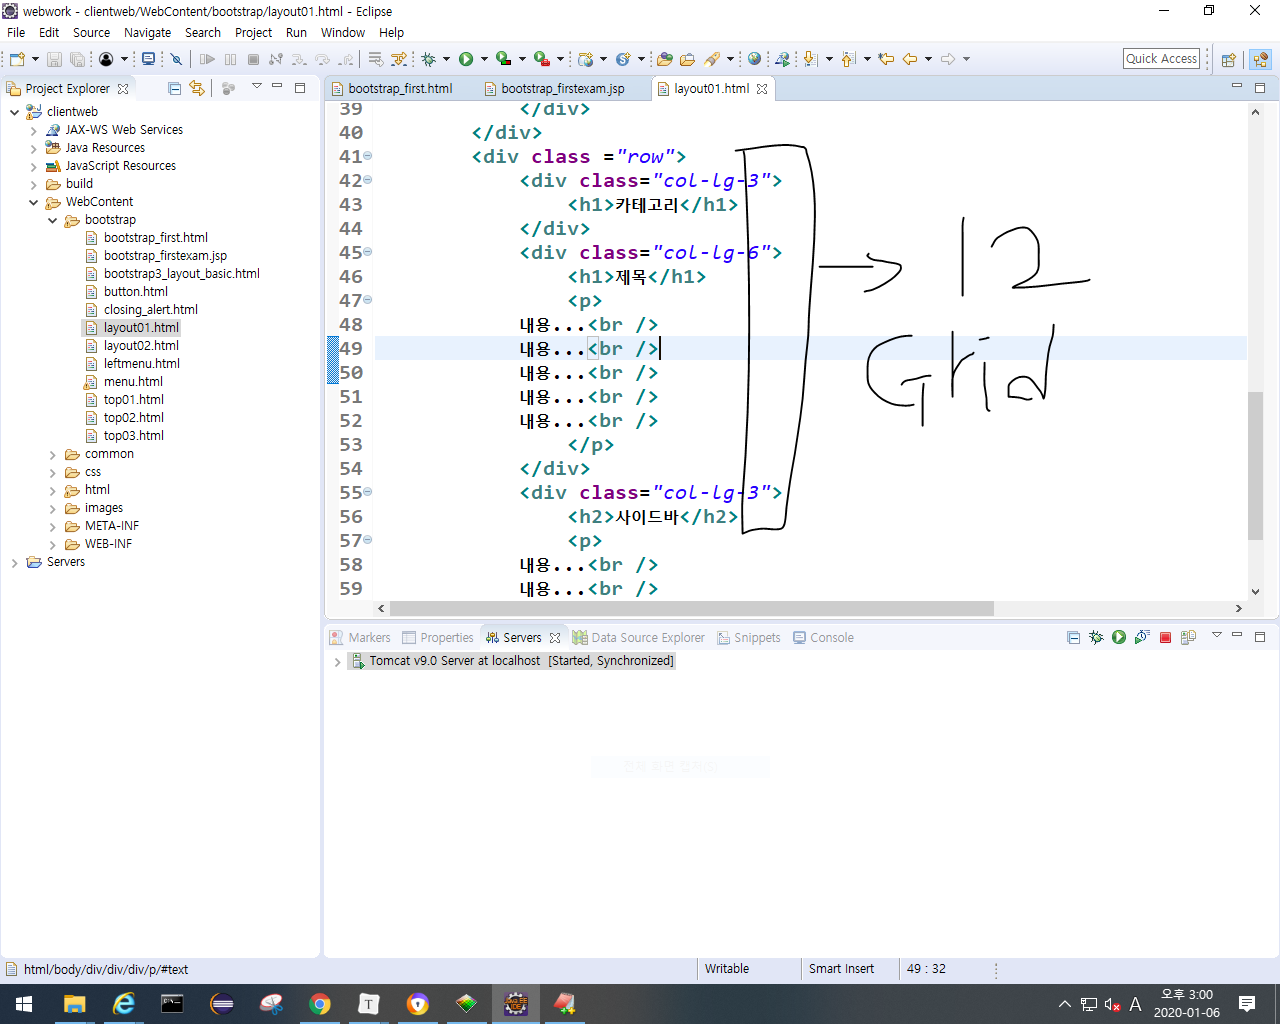 webwork - clientweb/WebContent/bootstrap/layout01.html - Eclipse
File Edit Source Navigate Search Project Run Window Help
Quick Access
Project Explorer
clientweb
JAX-WS Web Services
Java Resources
JavaScript Resources
build
WebContent
bootstrap
bootstrap_first.html
bootstrap_firstexam.jsp
bootstrap3_layout_basic.html
button.html
closing_alert.html
layout01.html
layout02.html
leftmenu.html
menu.html
top01.html
top02.html
top03.html
common
css
html
images
META-INF
WEB-INF
Servers
bootstrap_first.html bootstrap_firstexam.jsp layout01.html
39 </div>
40 </div>
41 <div class ="row">
42 <div class="col-lg-3">
43 <h1>카테고리</h1>
44 </div>
45 <div class="col-lg-6">
46 <h1>제목</h1>
47 <p>
48 내용...<br />
49 내용...<br />
50 내용...<br />
51 내용...<br />
52 내용...<br />
53 </p>
54 </div>
55 <div class="col-lg-3">
56 <h2>사이드바</h2>
57 <p>
58 내용...<br />
59 내용...<br />
12
Grid
Markers Properties Servers Data Source Explorer Snippets Console
Tomcat v9.0 Server at localhost [Started, Synchronized]
html/body/div/div/div/p/#text Writable Smart Insert 49 : 32
A 오후 3:00
2020-01-06